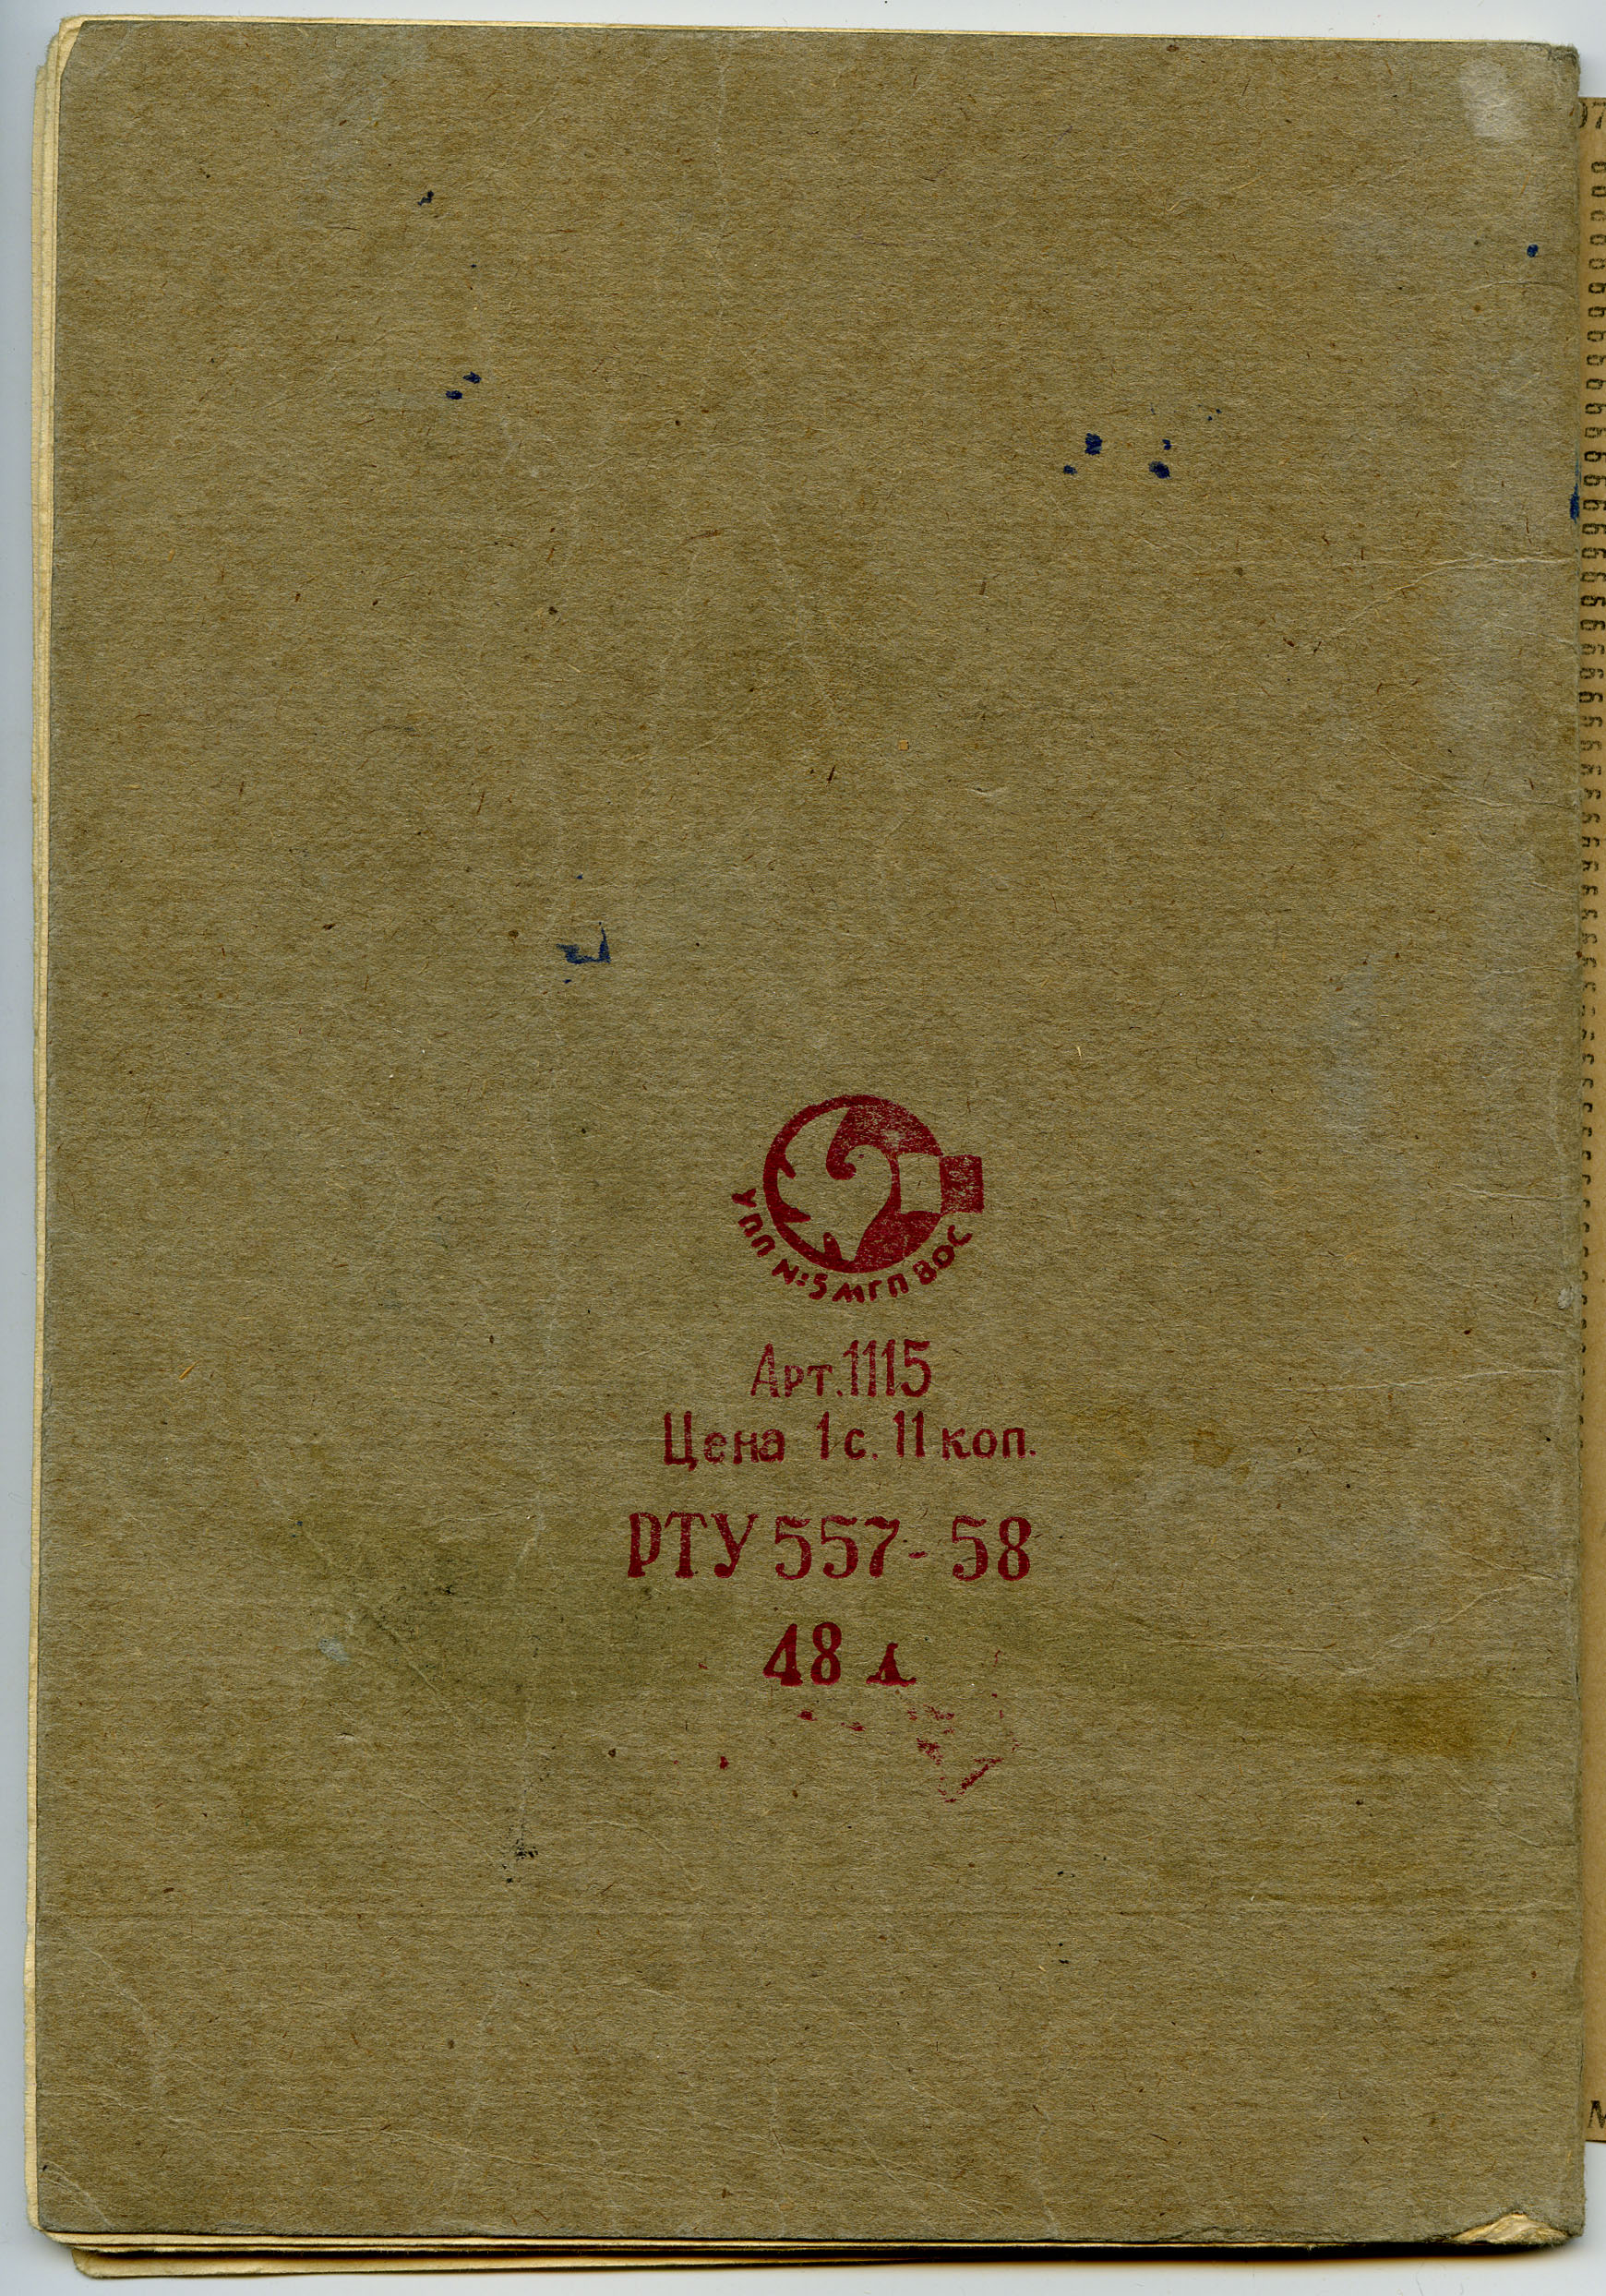 УПП №5 МГП ВОС
Арт. 1115
Цена 1 с. 11 коп.
РТУ 557-58
48 л